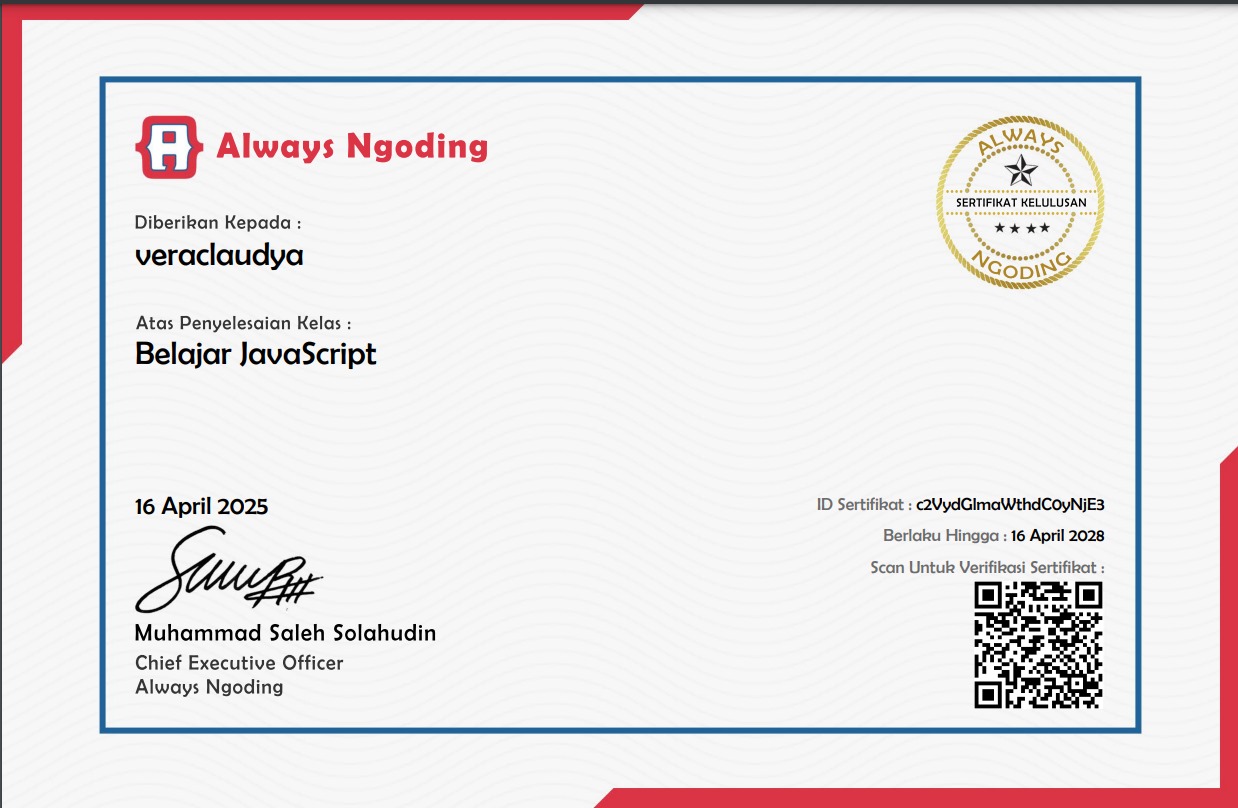 Always Ngoding
ALWAYS
SERTIFIKAT KELULUSAN
NGODING
Diberikan Kepada :
veraclaudya
Atas Penyelesaian Kelas :
Belajar JavaScript
16 April 2025
Muhammad Saleh Solahudin
Chief Executive Officer
Always Ngoding
ID Sertifikat : c2VydGlmaWthdC0yNjE3
Berlaku Hingga : 16 April 2028
Scan Untuk Verifikasi Sertifikat :